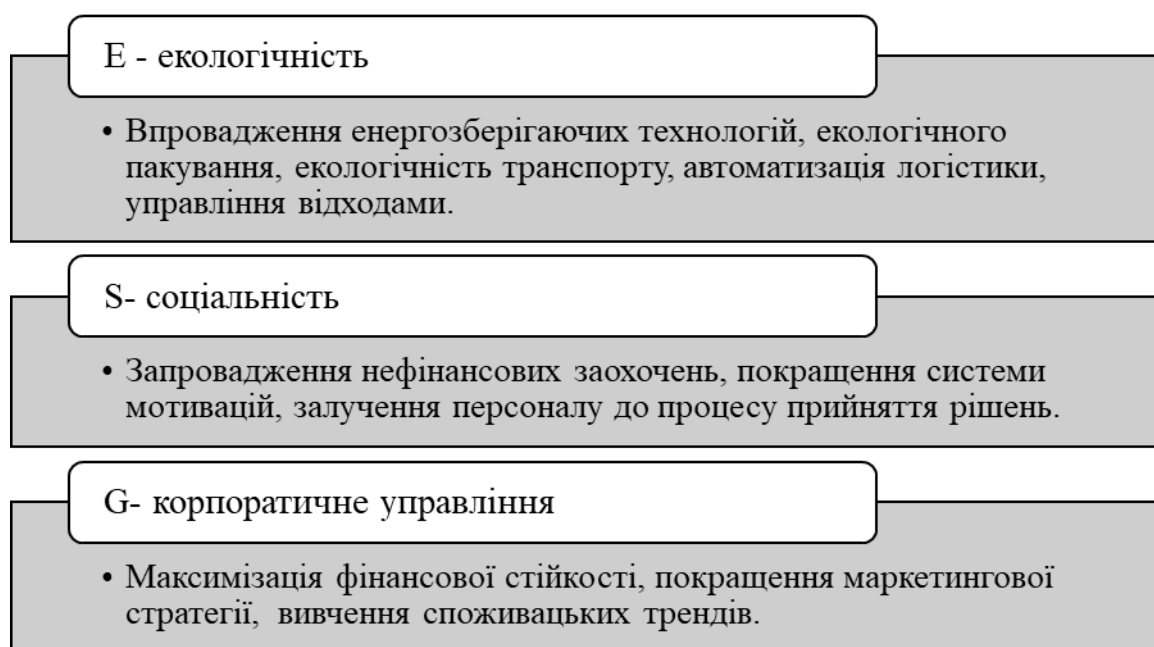 E - екологічність
• Впровадження енергозберігаючих технологій, екологічного
пакування, екологічність транспорту, автоматизація логістики,
управління відходами.
S- соціальність
• Запровадження нефінансових заохочень, покращення системи
мотивацій, залучення персоналу до процесу прийняття рішень.
G- корпоратичне управління
• Максимізація фінансової стійкості, покращення маркетингової
стратегії, вивчення споживацьких трендів.